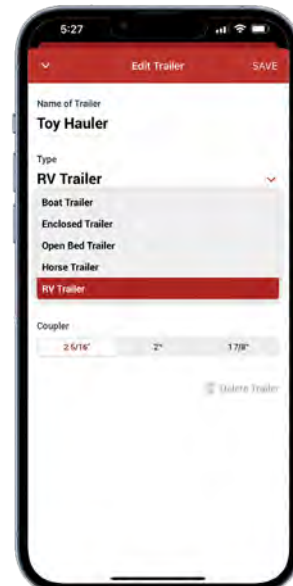 5:27
Edit Trailer SAVE
Name of Trailer
Toy Hauler
Type
RV Trailer
Boat Trailer
Enclosed Trailer
Open Bed Trailer
Horse Trailer
RV Trailer
Coupler
2 5/16" 2" 1 7/8"
Delete Trailer